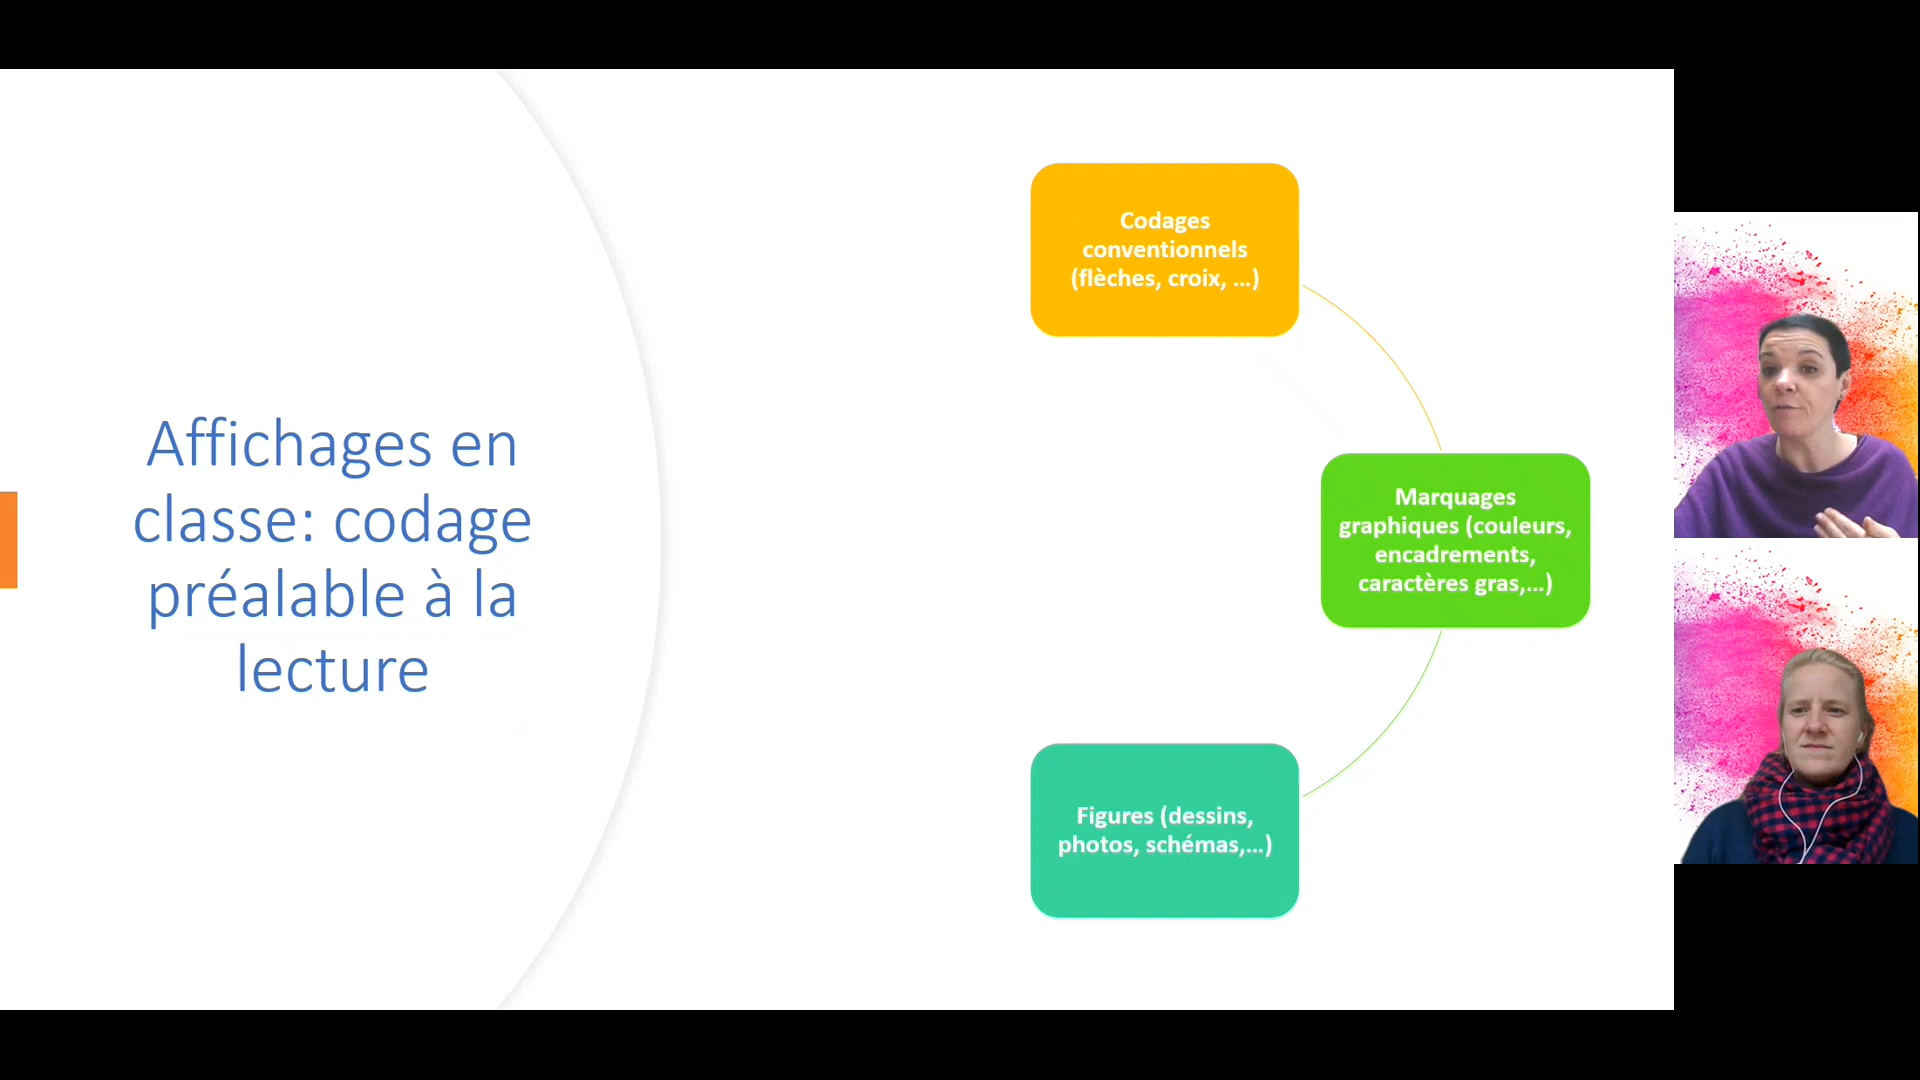 Affichages en
classe: codage
préalable à la
lecture
Codages
conventionnels
(flèches, croix, …)
Marquages
graphiques (couleurs,
encadrements,
caractères gras,…)
Figures (dessins,
photos, schémas,…)